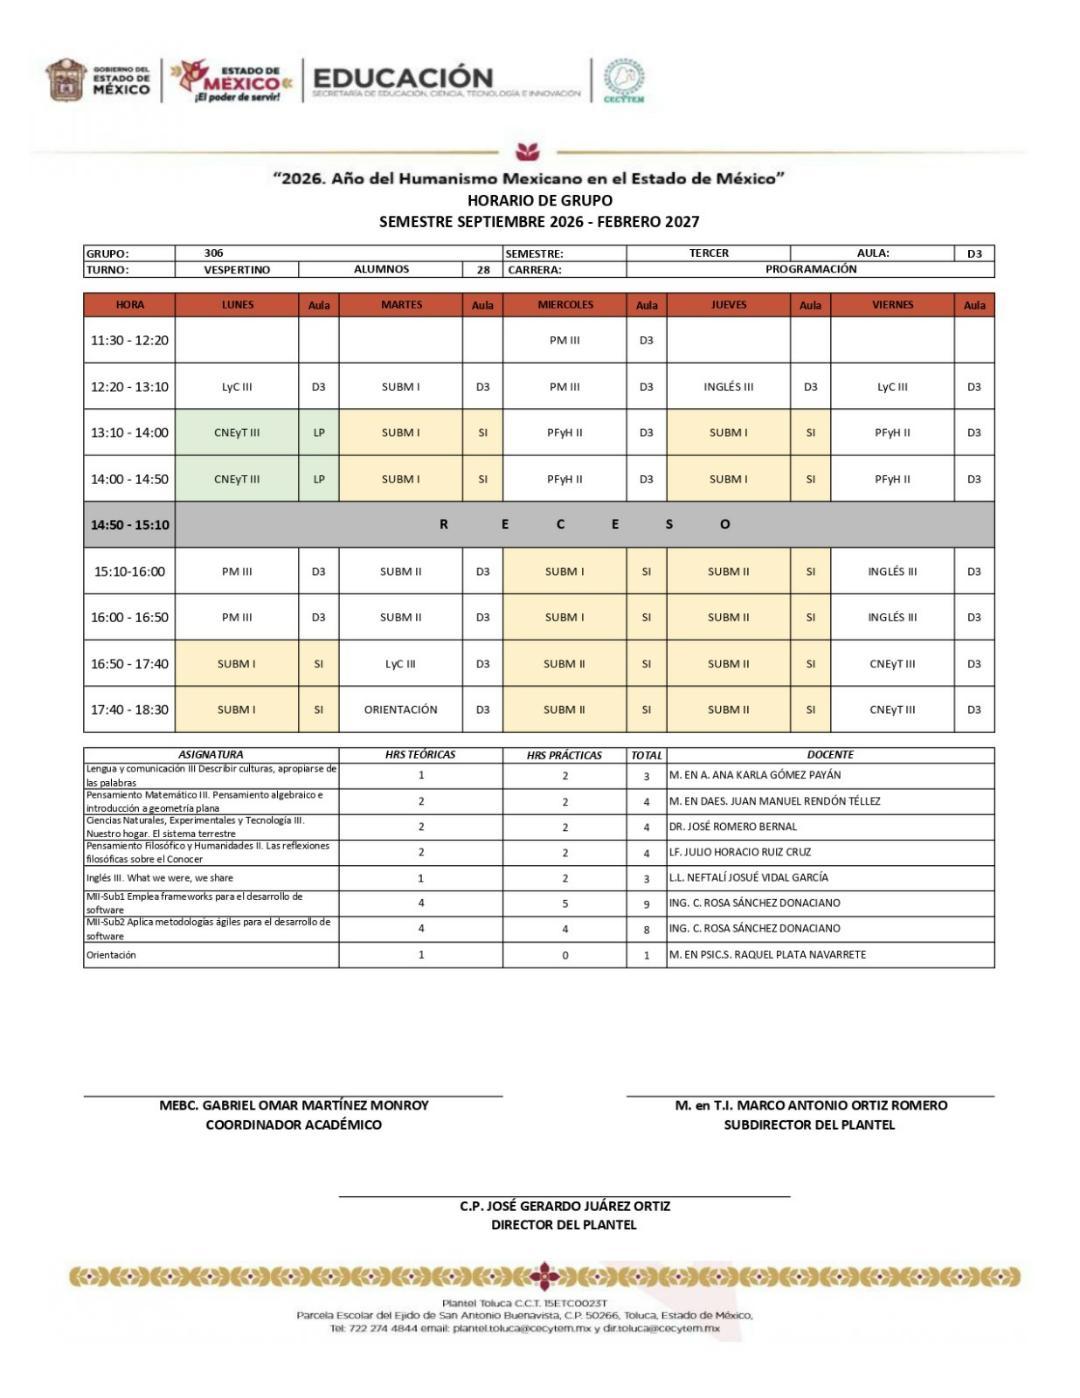 GOBIERNO DEL
ESTADO DE
MÉXICO
ESTADO DE
MÉXICO
¡El poder de servir!
EDUCACIÓN
SECRETARÍA DE EDUCACIÓN, CIENCIA, TECNOLOGÍA E INNOVACIÓN
CECYTEM
“2026. Año del Humanismo Mexicano en el Estado de México”
HORARIO DE GRUPO
SEMESTRE SEPTIEMBRE 2026 - FEBRERO 2027
GRUPO: 306 SEMESTRE: TERCER AULA: D3
TURNO: VESPERTINO ALUMNOS 28 CARRERA: PROGRAMACIÓN
HORA LUNES Aula MARTES Aula MIERCOLES Aula JUEVES Aula VIERNES Aula
11:30 - 12:20 PM III D3
12:20 - 13:10 LyC III D3 SUBM I D3 PM III D3 INGLÉS III D3 LyC III D3
13:10 - 14:00 CNEyT III LP SUBM I SI PFyH II D3 SUBM I SI PFyH II D3
14:00 - 14:50 CNEyT III LP SUBM I SI PFyH II D3 SUBM I SI PFyH II D3
14:50 - 15:10 R E C E S O
15:10-16:00 PM III D3 SUBM II D3 SUBM I SI SUBM II SI INGLÉS III D3
16:00 - 16:50 PM III D3 SUBM II D3 SUBM I SI SUBM II SI INGLÉS III D3
16:50 - 17:40 SUBM I SI LyC III D3 SUBM II SI SUBM II SI CNEyT III D3
17:40 - 18:30 SUBM I SI ORIENTACIÓN D3 SUBM II SI SUBM II SI CNEyT III D3
ASIGNATURA HRS TEÓRICAS HRS PRÁCTICAS TOTAL DOCENTE
Lengua y comunicación III Describir culturas, apropiarse de
las palabras 1 2 3 M. EN A. ANA KARLA GÓMEZ PAYÁN
Pensamiento Matemático III. Pensamiento algebraico e
introducción a geometría plana 2 2 4 M. EN DAES. JUAN MANUEL RENDÓN TÉLLEZ
Ciencias Naturales, Experimentales y Tecnología III.
Nuestro hogar. El sistema terrestre 2 2 4 DR. JOSÉ ROMERO BERNAL
Pensamiento Filosófico y Humanidades II. Las reflexiones
filosóficas sobre el Conocer 2 2 4 LF. JULIO HORACIO RUIZ CRUZ
Inglés III. What we were, we share 1 2 3 L.L. NEFTALÍ JOSUÉ VIDAL GARCÍA
MII-Sub1 Emplea frameworks para el desarrollo de
software 4 5 9 ING. C. ROSA SÁNCHEZ DONACIANO
MII-Sub2 Aplica metodologías ágiles para el desarrollo de
software 4 4 8 ING. C. ROSA SÁNCHEZ DONACIANO
Orientación 1 0 1 M. EN PSIC.S. RAQUEL PLATA NAVARRETE
MEBC. GABRIEL OMAR MARTÍNEZ MONROY
COORDINADOR ACADÉMICO
M. en T.I. MARCO ANTONIO ORTIZ ROMERO
SUBDIRECTOR DEL PLANTEL
C.P. JOSÉ GERARDO JUÁREZ ORTIZ
DIRECTOR DEL PLANTEL
Plantel Toluca C.C.T. 15ETC0023T
Parcela Escolar del Ejido de San Antonio Buenavista, C.P. 50266, Toluca, Estado de México,
Tel: 722 274 4844 email: plantel.toluca@cecytem.mx y dir.toluca@cecytem.mx